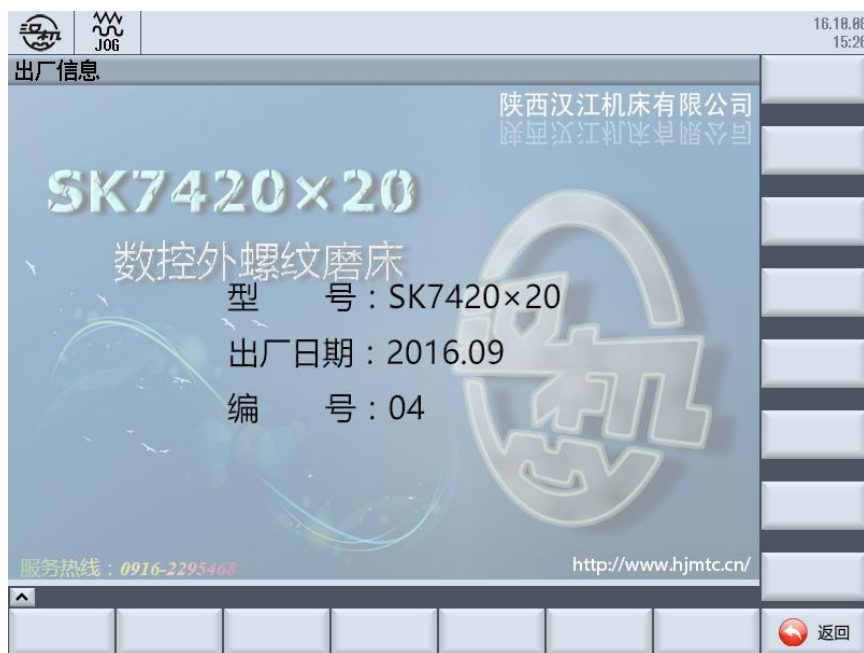 JOG
16.10.08
15:26
出厂信息
陕西汉江机床有限公司
SK7420×20
数控外螺纹磨床
型 号：SK7420×20
出厂日期：2016.09
编 号：04
服务热线：0916-2295468
http://www.hjmtc.cn/
返回